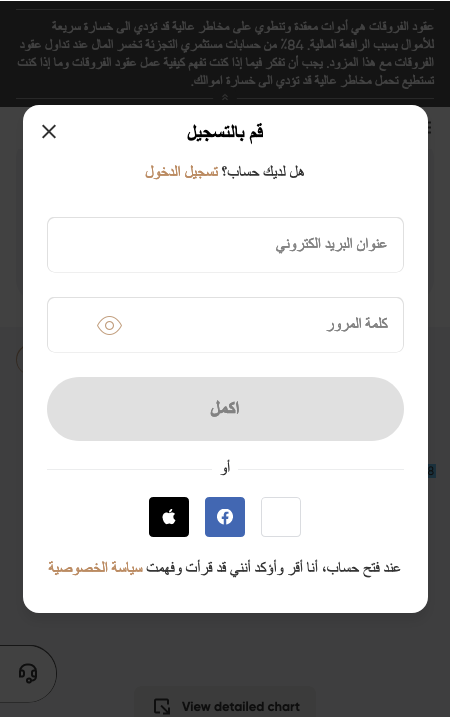 عقود الفروقات هي أدوات معقدة وتنطوي على مخاطر عالية قد تؤدي الى خسارة سريعة
للأموال بسبب الرافعة المالية. 84٪ من حسابات مستثمري التجزئة تخسر المال عند تداول عقود
الفروقات مع هذا المزود. يجب أن تفكر فيما إذا كنت تفهم كيفية عمل عقود الفروقات وما إذا كنت
تستطيع تحمل مخاطر عالية قد تؤدي الى خسارة اموالك.
قم بالتسجيل
هل لديك حساب؟ تسجيل الدخول
عنوان البريد الكتروني
كلمة المرور
اكمل
أو
عند فتح حساب، أنا أقر وأؤكد أنني قد قرأت وفهمت سياسة الخصوصية
View detailed chart